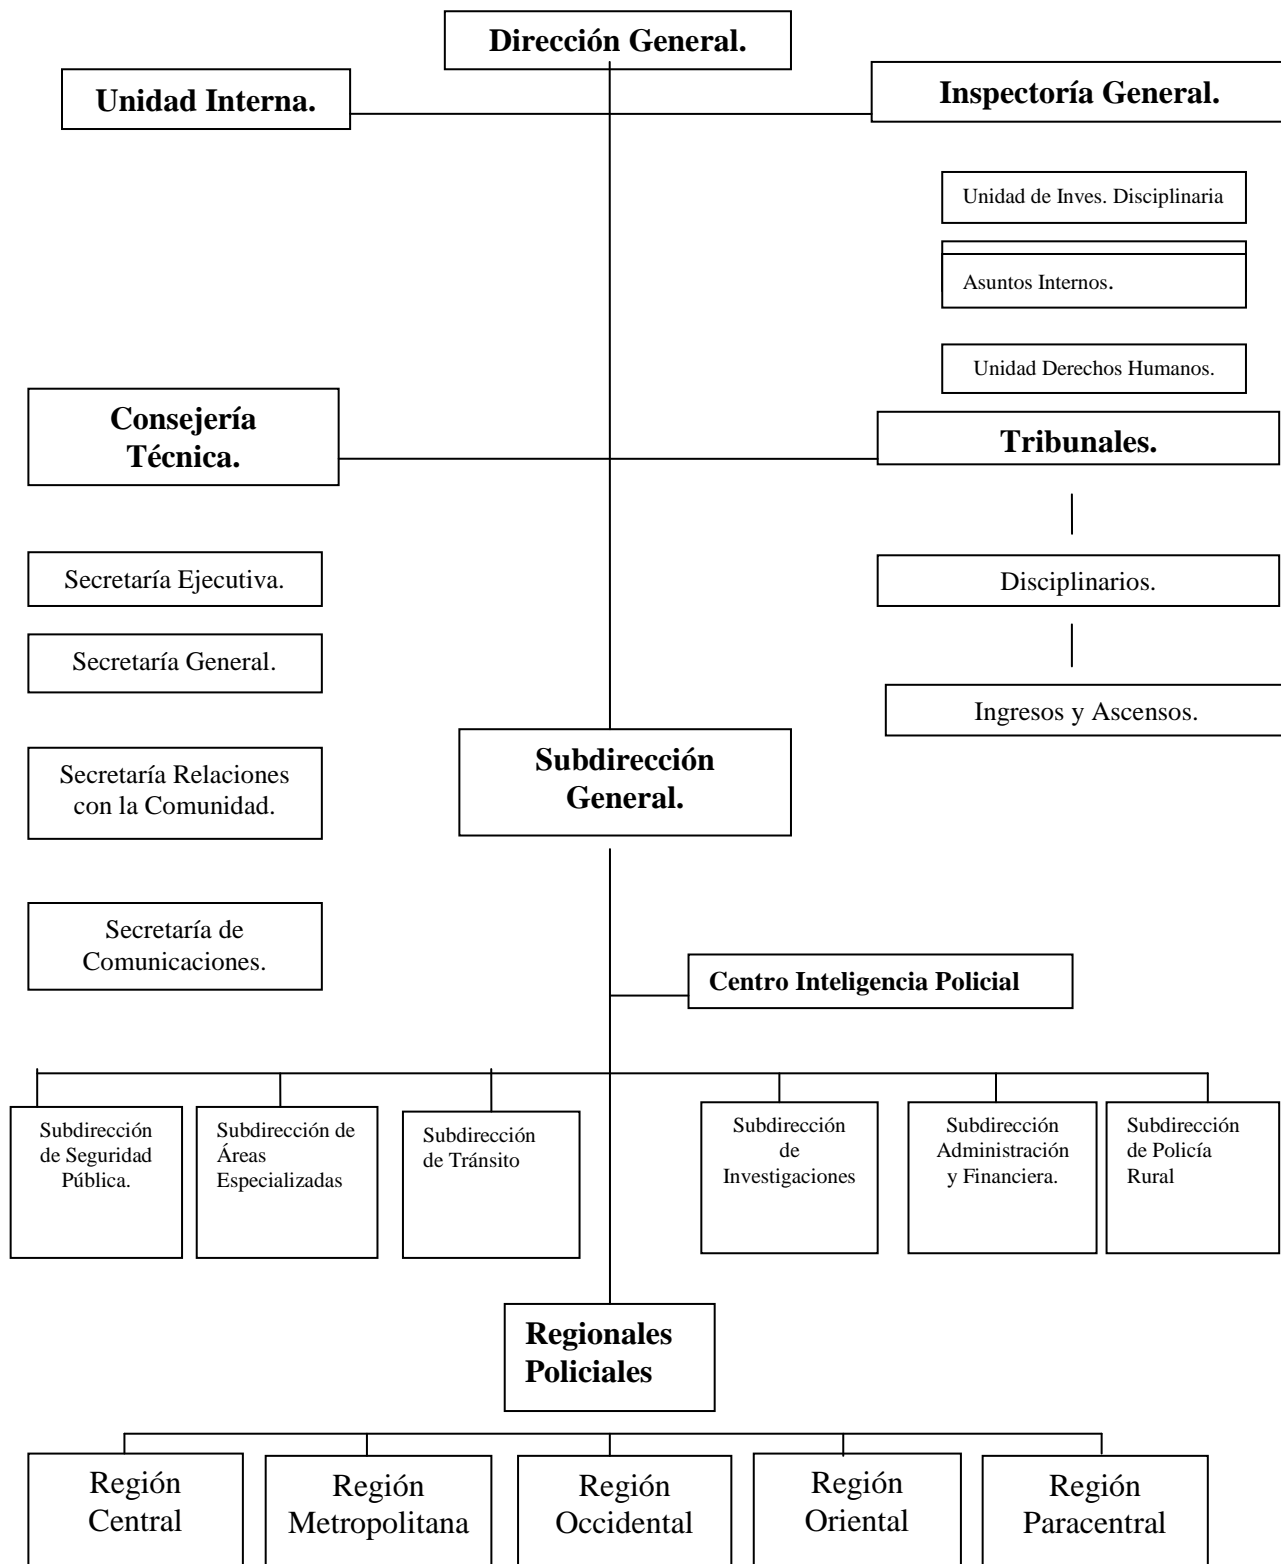 Dirección General.
Unidad Interna.
Inspectoría General.
Unidad de Inves. Disciplinaria
Asuntos Internos.
Unidad Derechos Humanos.
Consejería
Técnica.
Tribunales.
Secretaría Ejecutiva.
Disciplinarios.
Secretaría General.
Ingresos y Ascensos.
Secretaría Relaciones
con la Comunidad.
Subdirección
General.
Secretaría de
Comunicaciones.
Centro Inteligencia Policial
Subdirección
de Seguridad
Pública.
Subdirección de
Áreas
Especializadas
Subdirección
de Tránsito
Subdirección
de
Investigaciones
Subdirección
Administración
y Financiera.
Subdirección
de Policía
Rural
Regionales
Policiales
Región
Central
Región
Metropolitana
Región
Occidental
Región
Oriental
Región
Paracentral